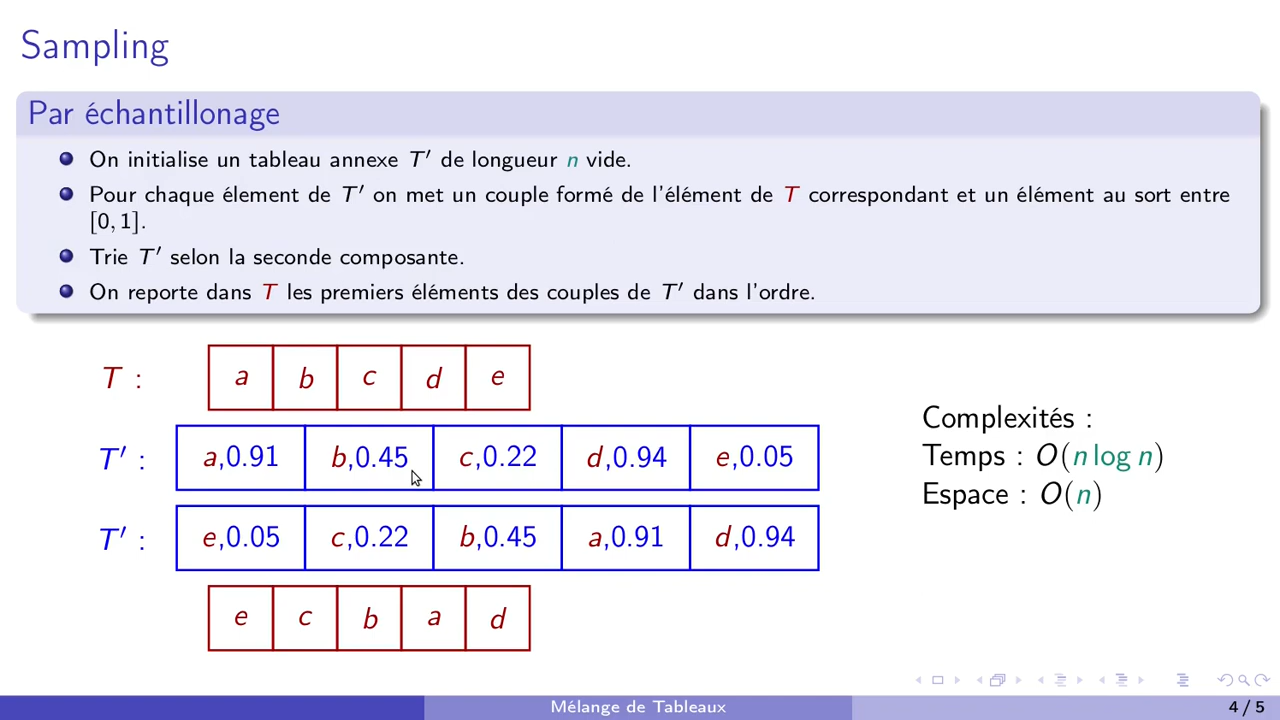 Sampling
Par échantillonage
On initialise un tableau annexe T′ de longueur n vide.
Pour chaque élement de T′ on met un couple formé de l'élément de T correspondant et un élément au sort entre
[0, 1].
Trie T′ selon la seconde composante.
On reporte dans T les premiers éléments des couples de T′ dans l'ordre.
T : a b c d e
T′ : a,0.91 b,0.45 c,0.22 d,0.94 e,0.05
T′ : e,0.05 c,0.22 b,0.45 a,0.91 d,0.94
e c b a d
Complexités :
Temps : O(n log n)
Espace : O(n)
Mélange de Tableaux
4 / 5